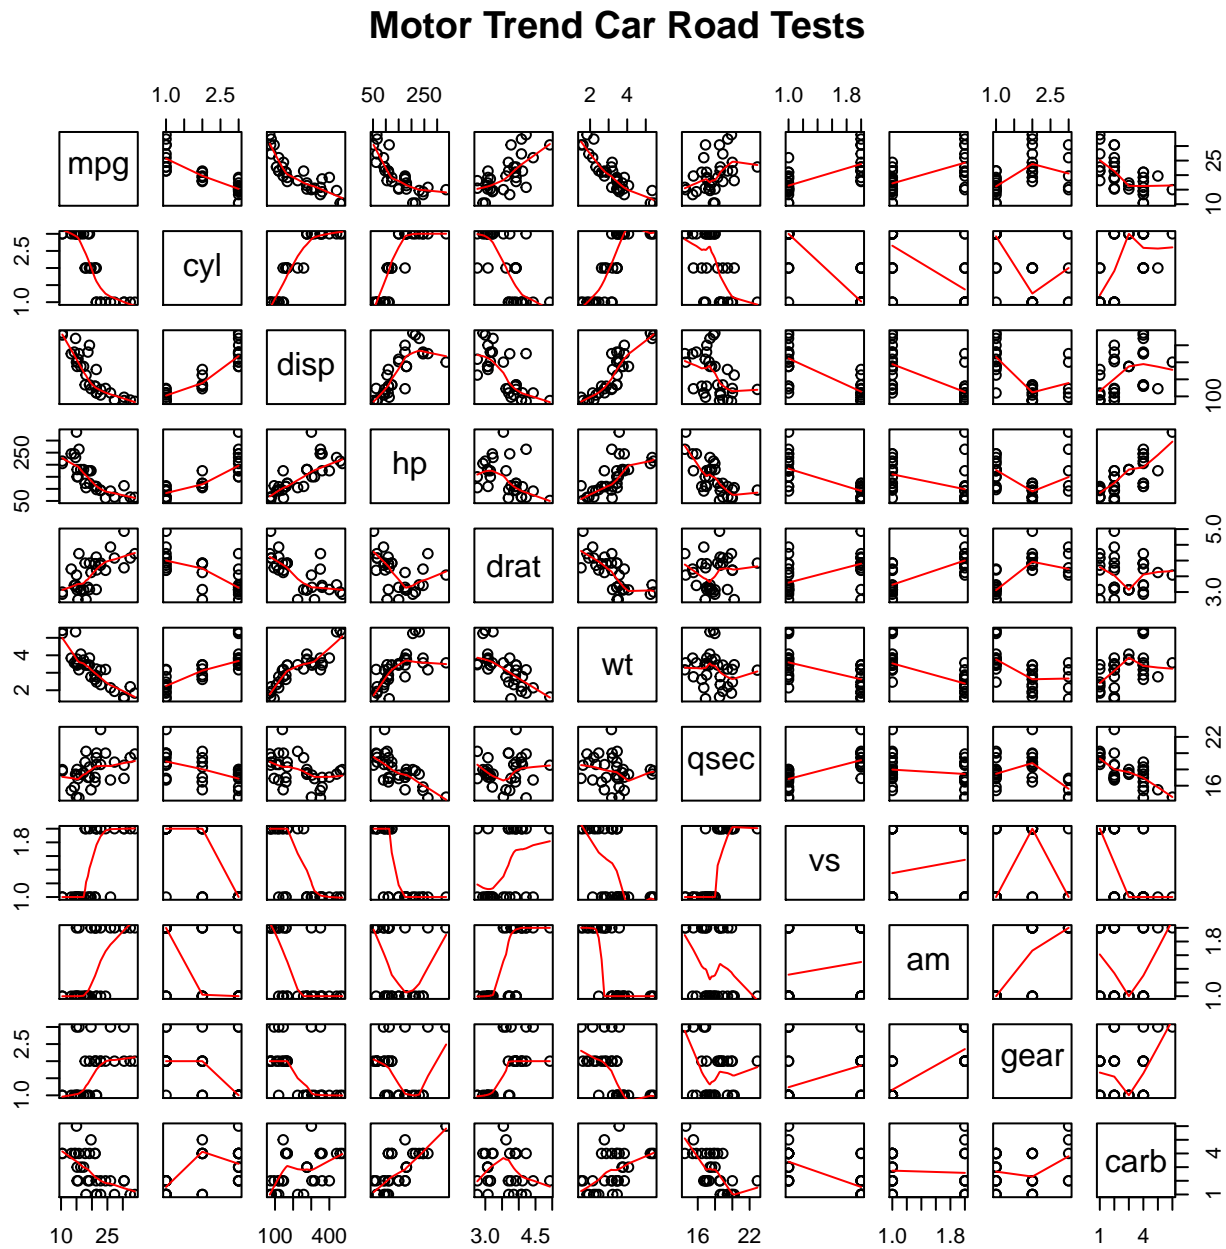 Motor Trend Car Road Tests
1.0 2.5 50 250 2 4 1.0 1.8 1.0 2.5
mpg 10 25
1.0 2.5 cyl
disp 100
50 250 hp
drat 3.0 5.0
2 4 wt
qsec 16 22
1.0 1.8 vs
am 1.0 1.8
1.0 2.5 gear
carb 1 4
10 25 100 400 3.0 4.5 16 22 1.0 1.8 1 4